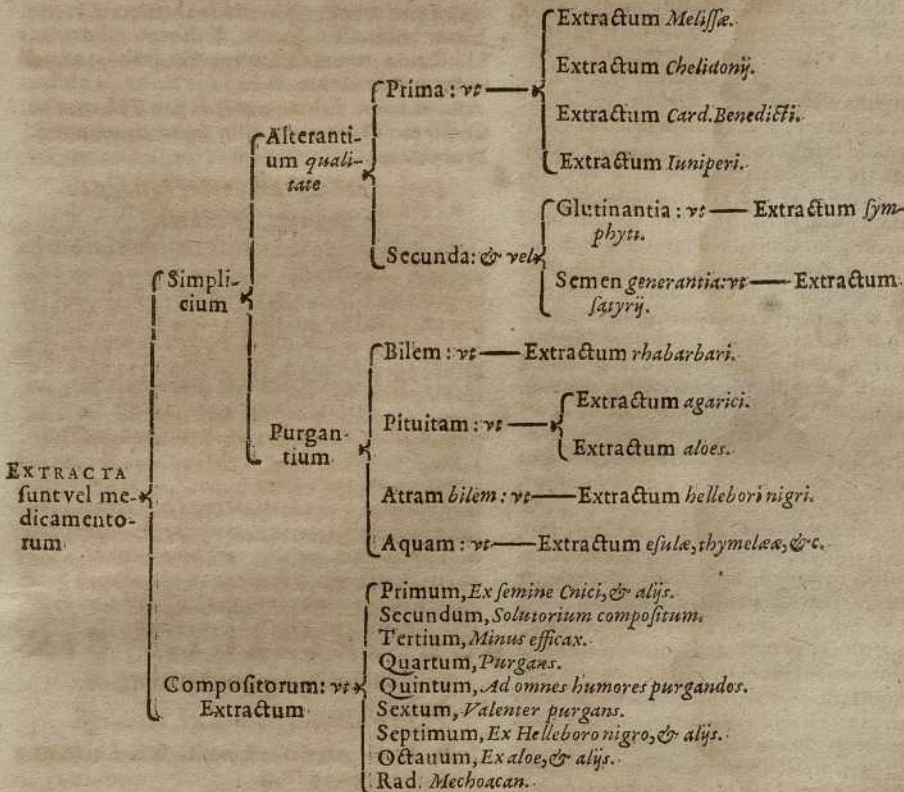 Extractum Melissæ.
Extractum Chelidonij.
Extractum Card. Benedicti.
Extractum Iuniperi.
Prima: vt
Alteranti-
um quali-
tate
Glutinantia: vt — Extractum sym-
phyti.
Secunda: & vel
Semen generantia: vt — Extractum
satyrij.
Simpli-
cium
Bilem: vt — Extractum rhabarbari.
Pituitam: vt
Extractum agarici.
Extractum aloes.
Purgan-
tium
Atram bilem: vt — Extractum hellebori nigri.
Aquam: vt — Extractum esulæ, thymelææ, &c.
EXTRACTA
sunt vel me-
dicamento-
rum
Primum, Ex semine Cnici, & alijs.
Secundum, Solutorium compositum.
Tertium, Minus efficax.
Quartum, Purgans.
Compositorum: vt
Extractum
Quintum, Ad omnes humores purgandos.
Sextum, Valenter purgans.
Septimum, Ex Helleboro nigro, & alijs.
Octauum, Ex aloe, & alijs.
Rad. Mechoacan.